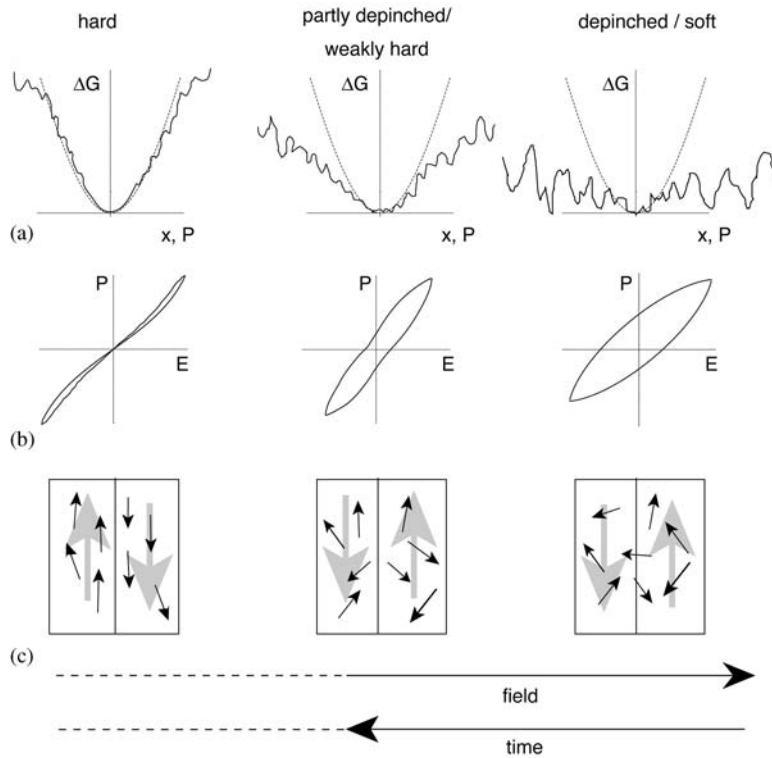 hard
partly depinched/
weakly hard
depinched / soft
ΔG
ΔG
ΔG
(a)
x, P
x, P
x, P
P
P
P
E
E
E
(b)
(c)
field
time